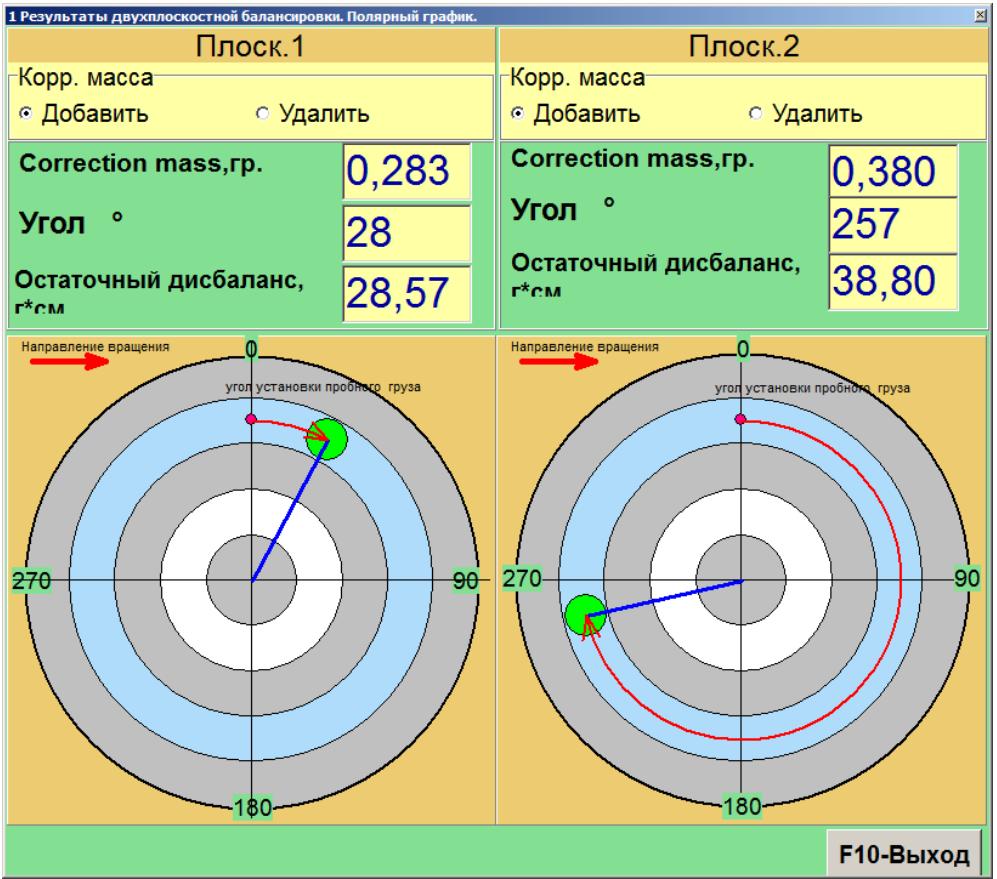 1 Результаты двухплоскостной балансировки. Полярный график.
Плоск.1
Корр. масса
Добавить
Удалить
Correction mass,гр.
0,283
Угол °
28
Остаточный дисбаланс,
г*см
28,57
Плоск.2
Корр. масса
Добавить
Удалить
Correction mass,гр.
0,380
Угол °
257
Остаточный дисбаланс,
г*см
38,80
Направление вращения
0
угол установки пробного груза
270
90
180
Направление вращения
0
угол установки пробного груза
270
90
180
F10-Выход